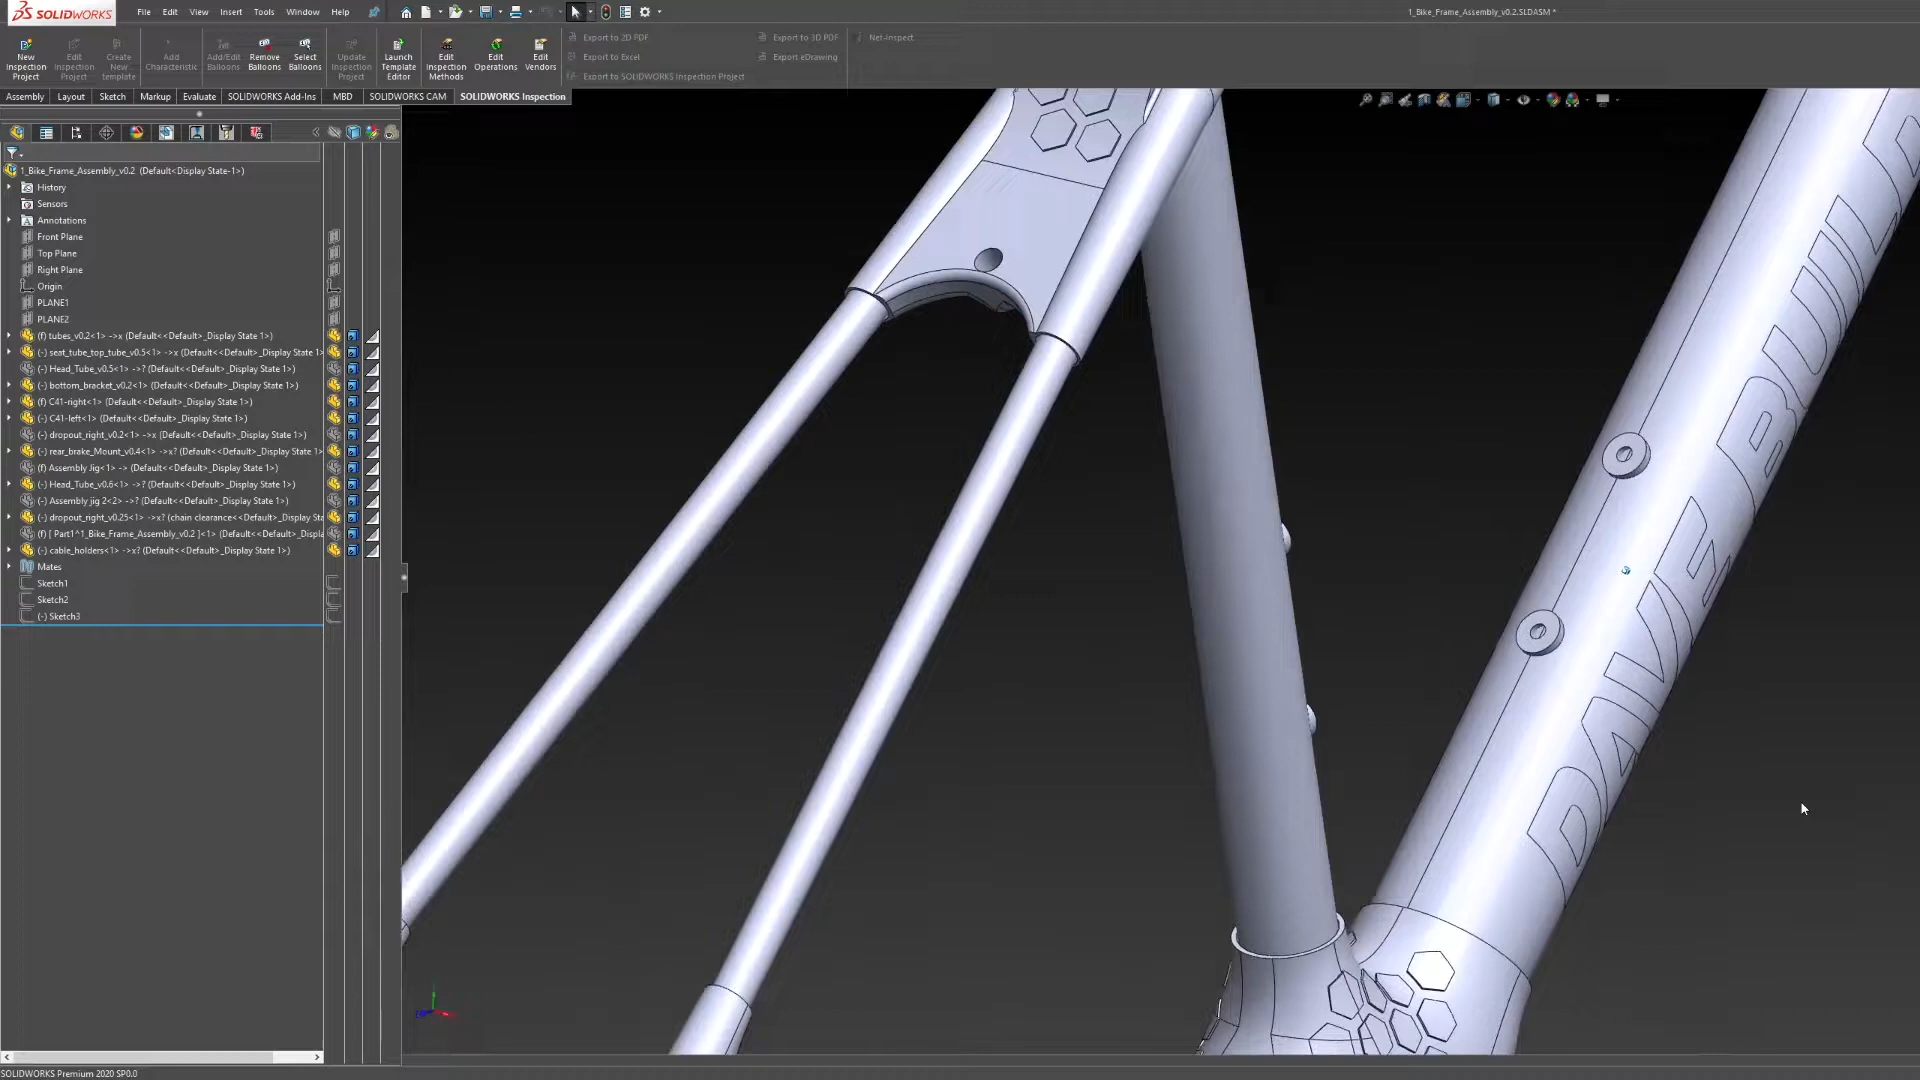 SOLIDWORKS
File Edit View Insert Tools Window Help
1_Bike_Frame_Assembly_v0.2.SLDASM *
New Inspection Project
Edit Inspection Project
Create New template
Add Characteristic
Add/Edit Balloons
Remove Balloons
Select Balloons
Update Inspection Project
Launch Template Editor
Edit Inspection Methods
Edit Operations
Edit Vendors
Export to 2D PDF
Export to Excel
Export to SOLIDWORKS Inspection Project
Export to 3D PDF
Export eDrawing
Net-Inspect
Assembly Layout Sketch Markup Evaluate SOLIDWORKS Add-Ins MBD SOLIDWORKS CAM SOLIDWORKS Inspection
1_Bike_Frame_Assembly_v0.2 (Default<Display State-1>)
History
Sensors
Annotations
Front Plane
Top Plane
Right Plane
Origin
PLANE1
PLANE2
(f) tubes_v0.2<1> ->x (Default<<Default>_Display State 1>)
(-) seat_tube_top_tube_v0.5<1> ->x (Default<<Default>_Display State 1>
(-) Head_Tube_v0.5<1> ->? (Default<<Default>_Display State 1>)
(-) bottom_bracket_v0.2<1> (Default<<Default>_Display State 1>)
(f) C41-right<1> (Default<<Default>_Display State 1>)
(-) C41-left<1> (Default<<Default>_Display State 1>)
(-) dropout_right_v0.2<1> ->x (Default<<Default>_Display State 1>)
(-) rear_brake_Mount_v0.4<1> ->x? (Default<<Default>_Display State 1>
(f) Assembly Jig<1> -> (Default<<Default>_Display State 1>)
(-) Head_Tube_v0.6<1> ->? (Default<<Default>_Display State 1>)
(-) Assembly jig 2<2> ->? (Default<<Default>_Display State 1>)
(-) dropout_right_v0.25<1> ->x? (chain clearance<<Default>_Display Sta
(f) [ Part1^1_Bike_Frame_Assembly_v0.2 ]<1> (Default<<Default>_Displa
(-) cable_holders<1> ->x? (Default<<Default>_Display State 1>)
Mates
Sketch1
Sketch2
(-) Sketch3
SOLIDWORKS Premium 2020 SP0.0